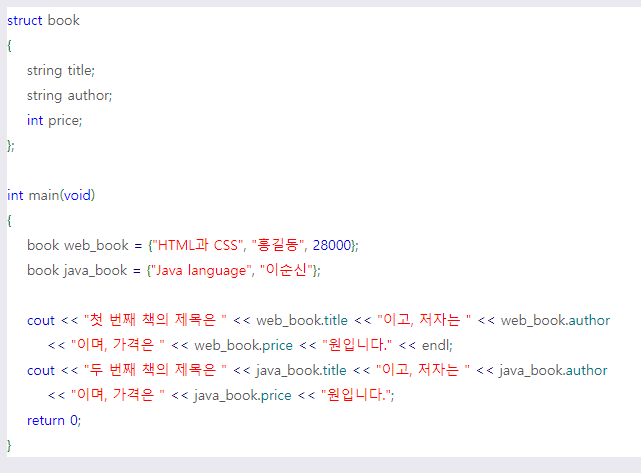 struct book
{
string title;
string author;
int price;
};
int main(void)
{
book web_book = {"HTML과 CSS", "홍길동", 28000};
book java_book = {"Java language", "이순신"};
cout << "첫 번째 책의 제목은 " << web_book.title << "이고, 저자는 " << web_book.author
<< "이며, 가격은 " << web_book.price << "원입니다." << endl;
cout << "두 번째 책의 제목은 " << java_book.title << "이고, 저자는 " << java_book.author
<< "이며, 가격은 " << java_book.price << "원입니다.";
return 0;
}